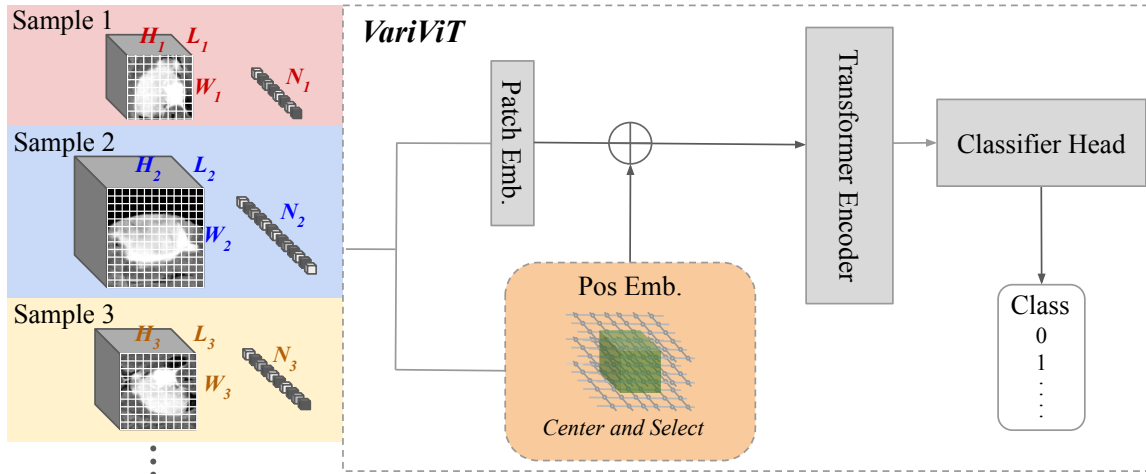 Sample 1
H1 L1
W1
N1
Sample 2
H2 L2
W2
N2
Sample 3
H3 L3
W3
N3
VariViT
Patch Emb.
Pos Emb.
Center and Select
Transformer Encoder
Classifier Head
Class
0
1